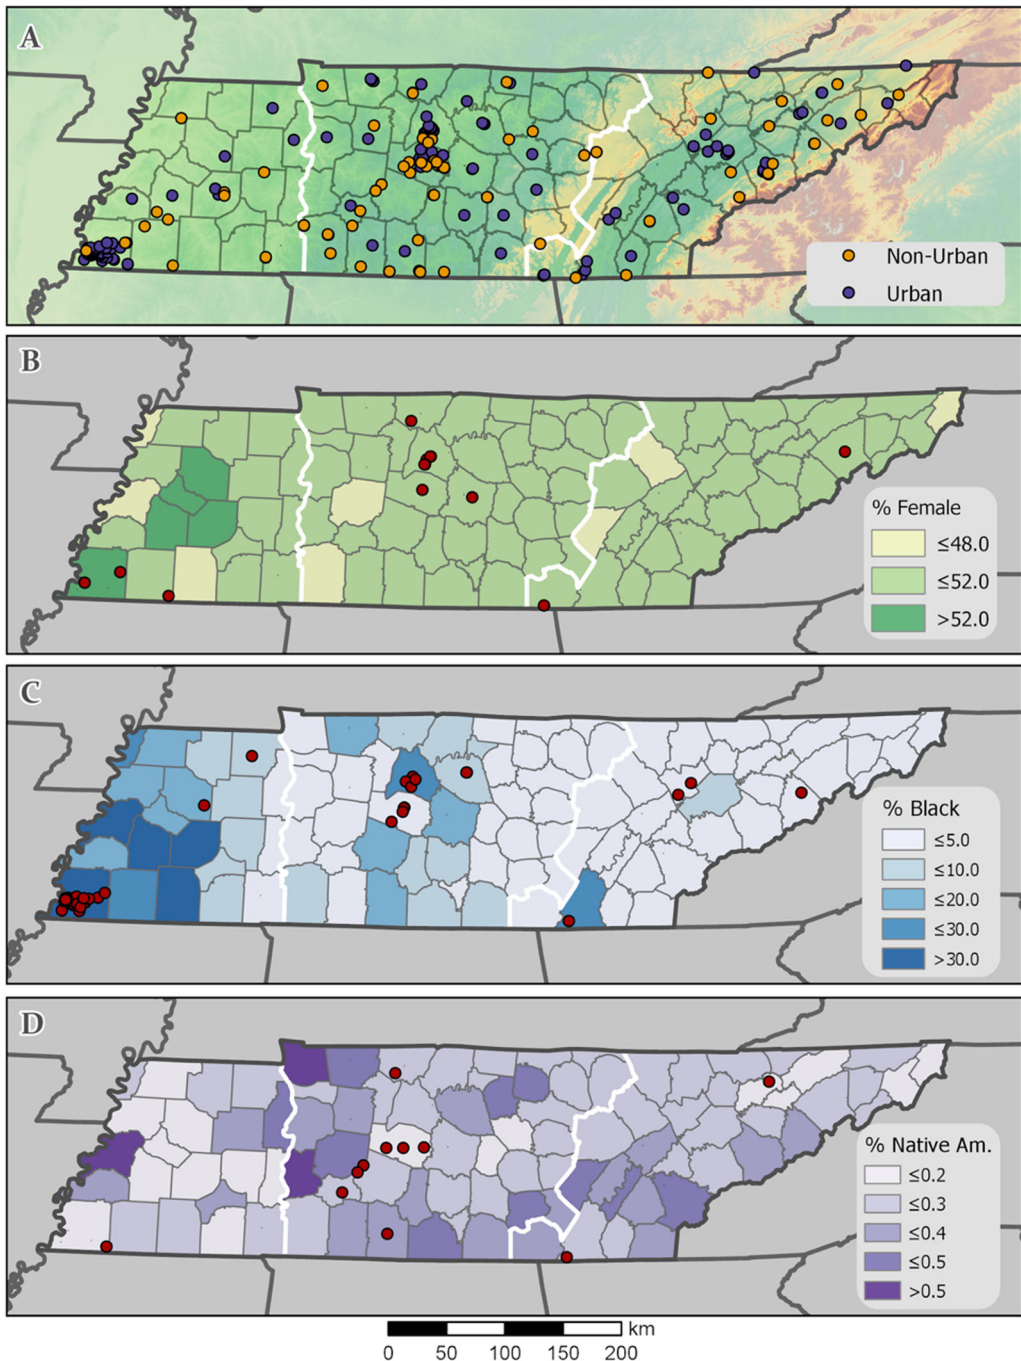 A
Non-Urban
Urban
B
% Female
≤48.0
≤52.0
>52.0
C
% Black
≤5.0
≤10.0
≤20.0
≤30.0
>30.0
D
% Native Am.
≤0.2
≤0.3
≤0.4
≤0.5
>0.5
km
0 50 100 150 200